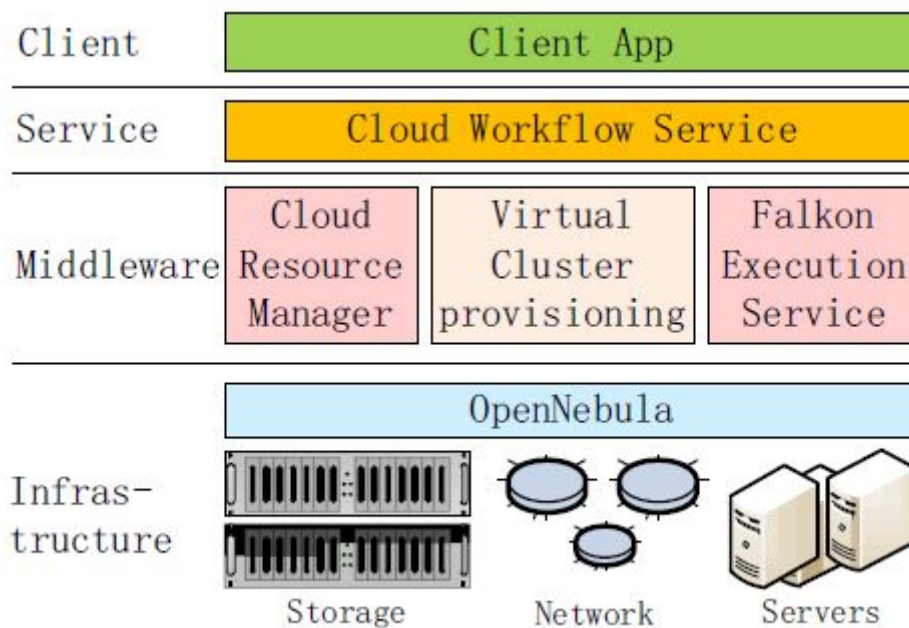 Client
Client App
Service
Cloud Workflow Service
Middleware
Cloud
Resource
Manager
Virtual
Cluster
provisioning
Falkon
Execution
Service
OpenNebula
Infras-
tructure
Storage
Network
Servers